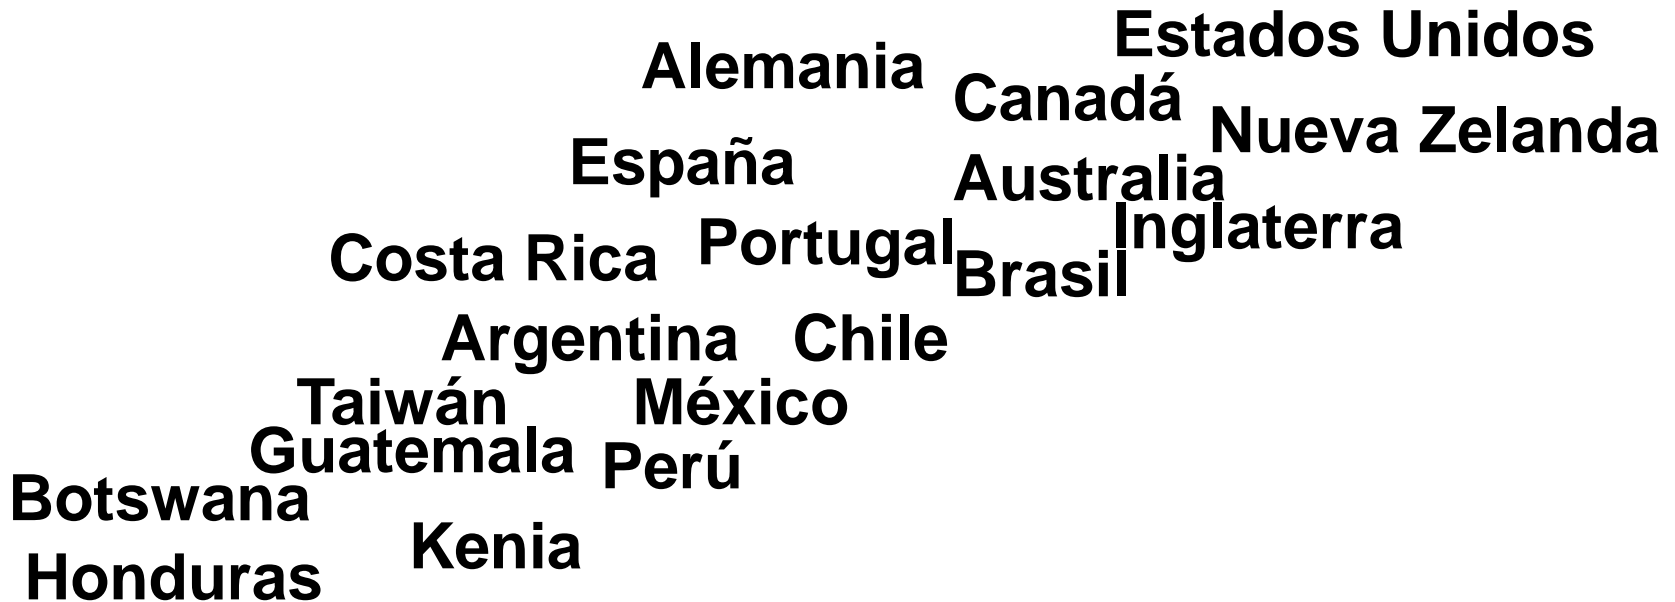 Estados Unidos
Alemania
Canadá
Nueva Zelanda
España
Australia
Inglaterra
Portugal
Costa Rica
Brasil
Argentina Chile
Taiwán México
Guatemala
Perú
Botswana
Kenia
Honduras